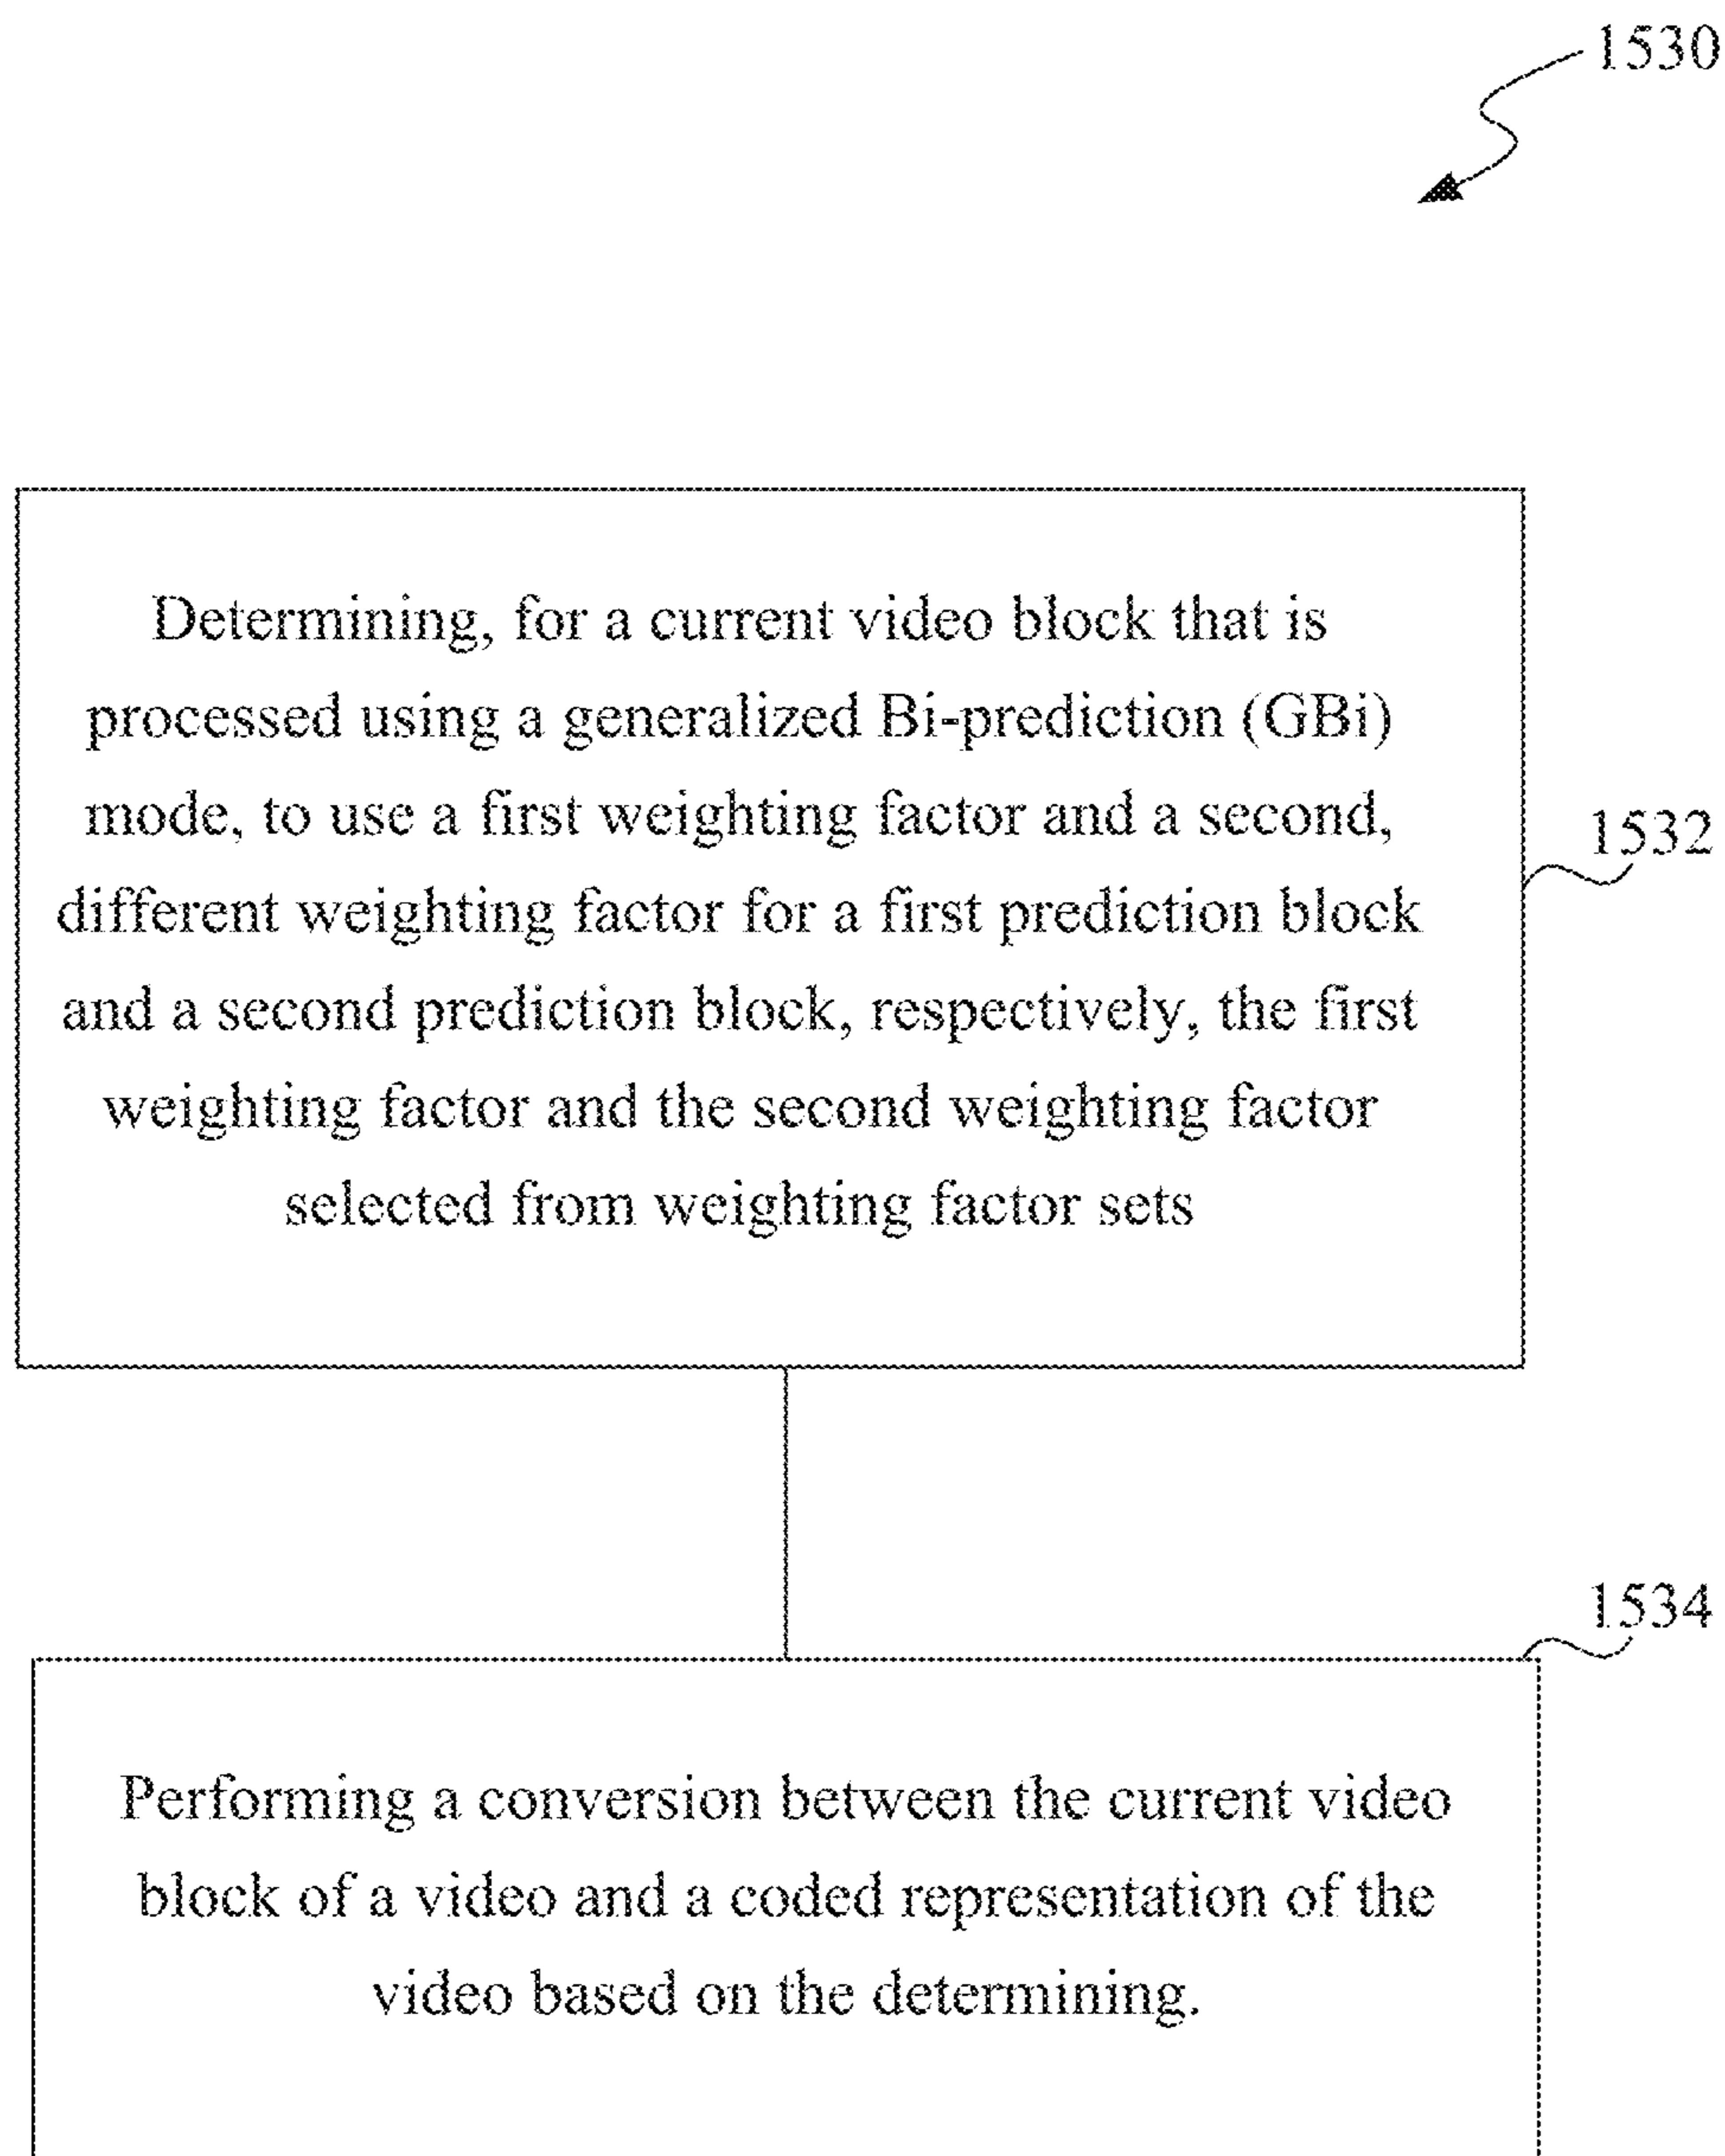 1530
Determining, for a current video block that is
processed using a generalized Bi-prediction (GBi)
mode, to use a first weighting factor and a second,
different weighting factor for a first prediction block
and a second prediction block, respectively, the first
weighting factor and the second weighting factor
selected from weighting factor sets
1532
1534
Performing a conversion between the current video
block of a video and a coded representation of the
video based on the determining.